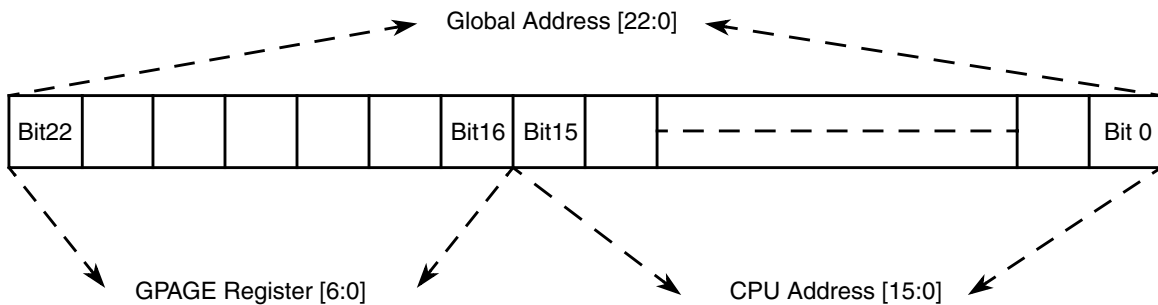 Global Address [22:0]
Bit22 Bit16 Bit15 Bit 0
GPAGE Register [6:0] CPU Address [15:0]